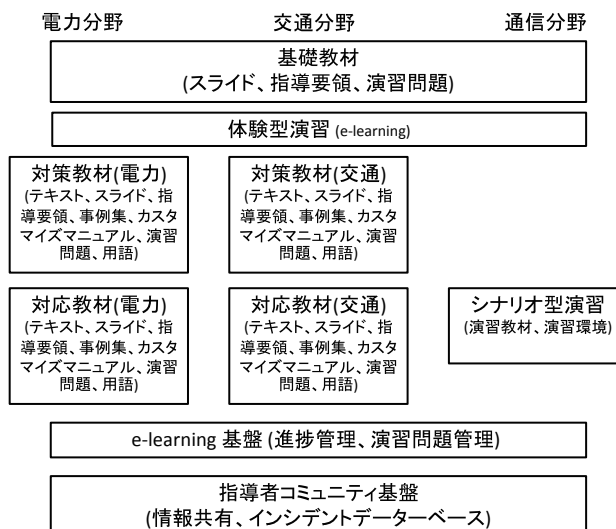 電力分野 交通分野 通信分野
基礎教材
(スライド、指導要領、演習問題)
体験型演習 (e-learning)
対策教材(電力)
(テキスト、スライド、指
導要領、事例集、カスタ
マイズマニュアル、演習
問題、用語)
対策教材(交通)
(テキスト、スライド、指
導要領、事例集、カスタ
マイズマニュアル、演習
問題、用語)
対応教材(電力)
(テキスト、スライド、指
導要領、事例集、カスタ
マイズマニュアル、演習
問題、用語)
対応教材(交通)
(テキスト、スライド、指
導要領、事例集、カスタ
マイズマニュアル、演習
問題、用語)
シナリオ型演習
(演習教材、演習環境)
e-learning 基盤 (進捗管理、演習問題管理)
指導者コミュニティ基盤
(情報共有、インシデントデーターベース)